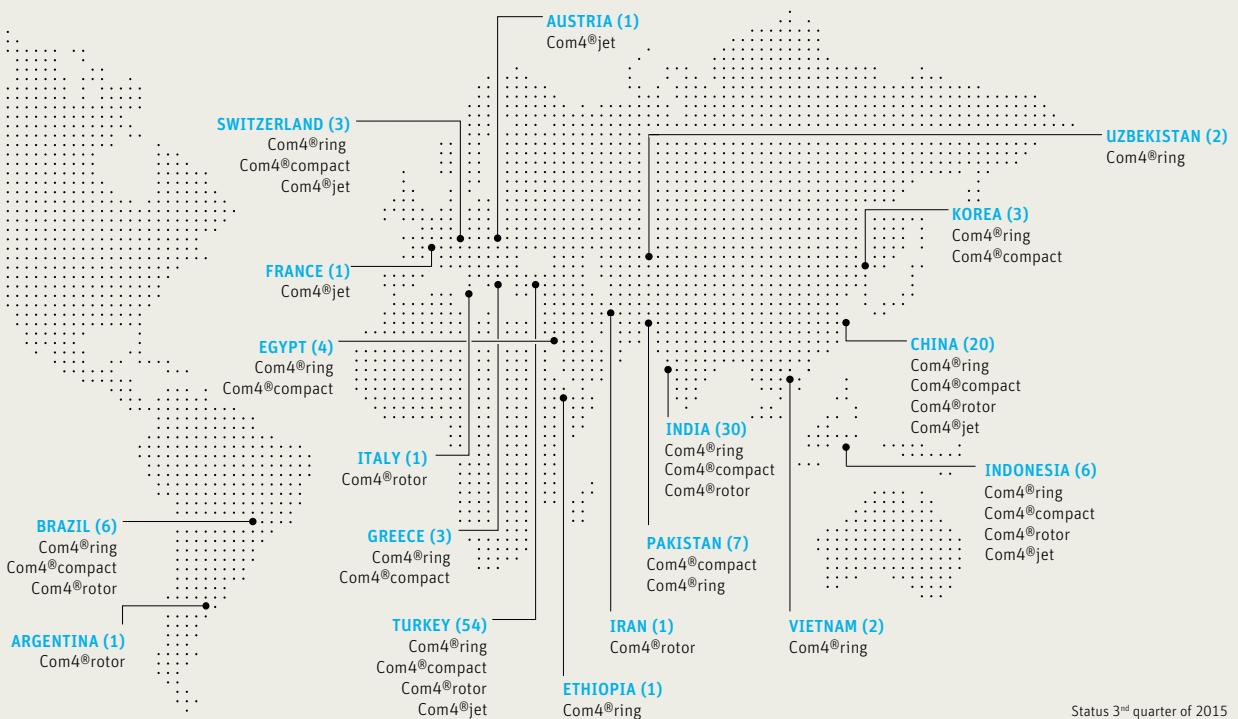 AUSTRIA (1)
Com4®jet
SWITZERLAND (3)
Com4®ring
Com4®compact
Com4®jet
UZBEKISTAN (2)
Com4®ring
KOREA (3)
Com4®ring
Com4®compact
FRANCE (1)
Com4®jet
EGYPT (4)
Com4®ring
Com4®compact
CHINA (20)
Com4®ring
Com4®compact
Com4®rotor
Com4®jet
INDIA (30)
Com4®ring
Com4®compact
Com4®rotor
ITALY (1)
Com4®rotor
INDONESIA (6)
Com4®ring
Com4®compact
Com4®rotor
Com4®jet
BRAZIL (6)
Com4®ring
Com4®compact
Com4®rotor
GREECE (3)
Com4®ring
Com4®compact
PAKISTAN (7)
Com4®compact
Com4®ring
ARGENTINA (1)
Com4®rotor
TURKEY (54)
Com4®ring
Com4®compact
Com4®rotor
Com4®jet
IRAN (1)
Com4®rotor
VIETNAM (2)
Com4®ring
ETHIOPIA (1)
Com4®ring
Status 3nd quarter of 2015